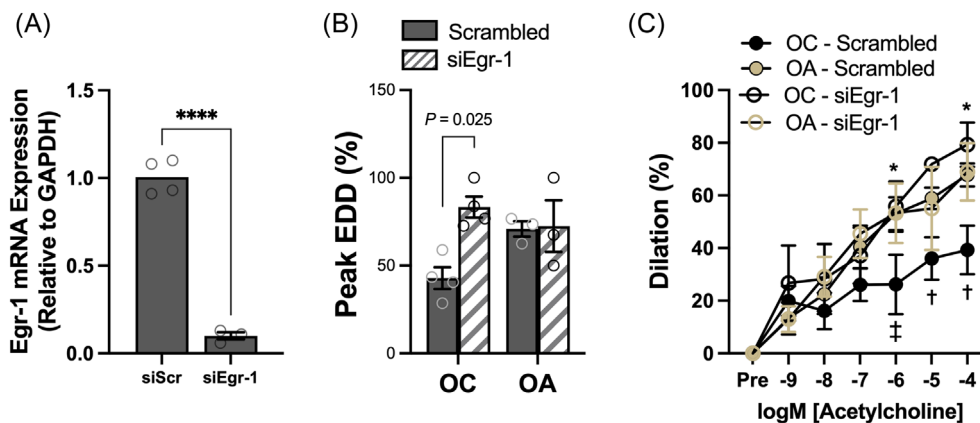 (A)
Egr-1 mRNA Expression
(Relative to GAPDH)
1.5
1.0
0.5
0.0
****
siScr
siEgr-1
(B)
Scrambled
siEgr-1
Peak EDD (%)
150
100
50
0
P = 0.025
OC
OA
(C)
OC - Scrambled
OA - Scrambled
OC - siEgr-1
OA - siEgr-1
Dilation (%)
100
80
60
40
20
0
*
*
‡
†
†
Pre
-9
-8
-7
-6
-5
-4
logM [Acetylcholine]